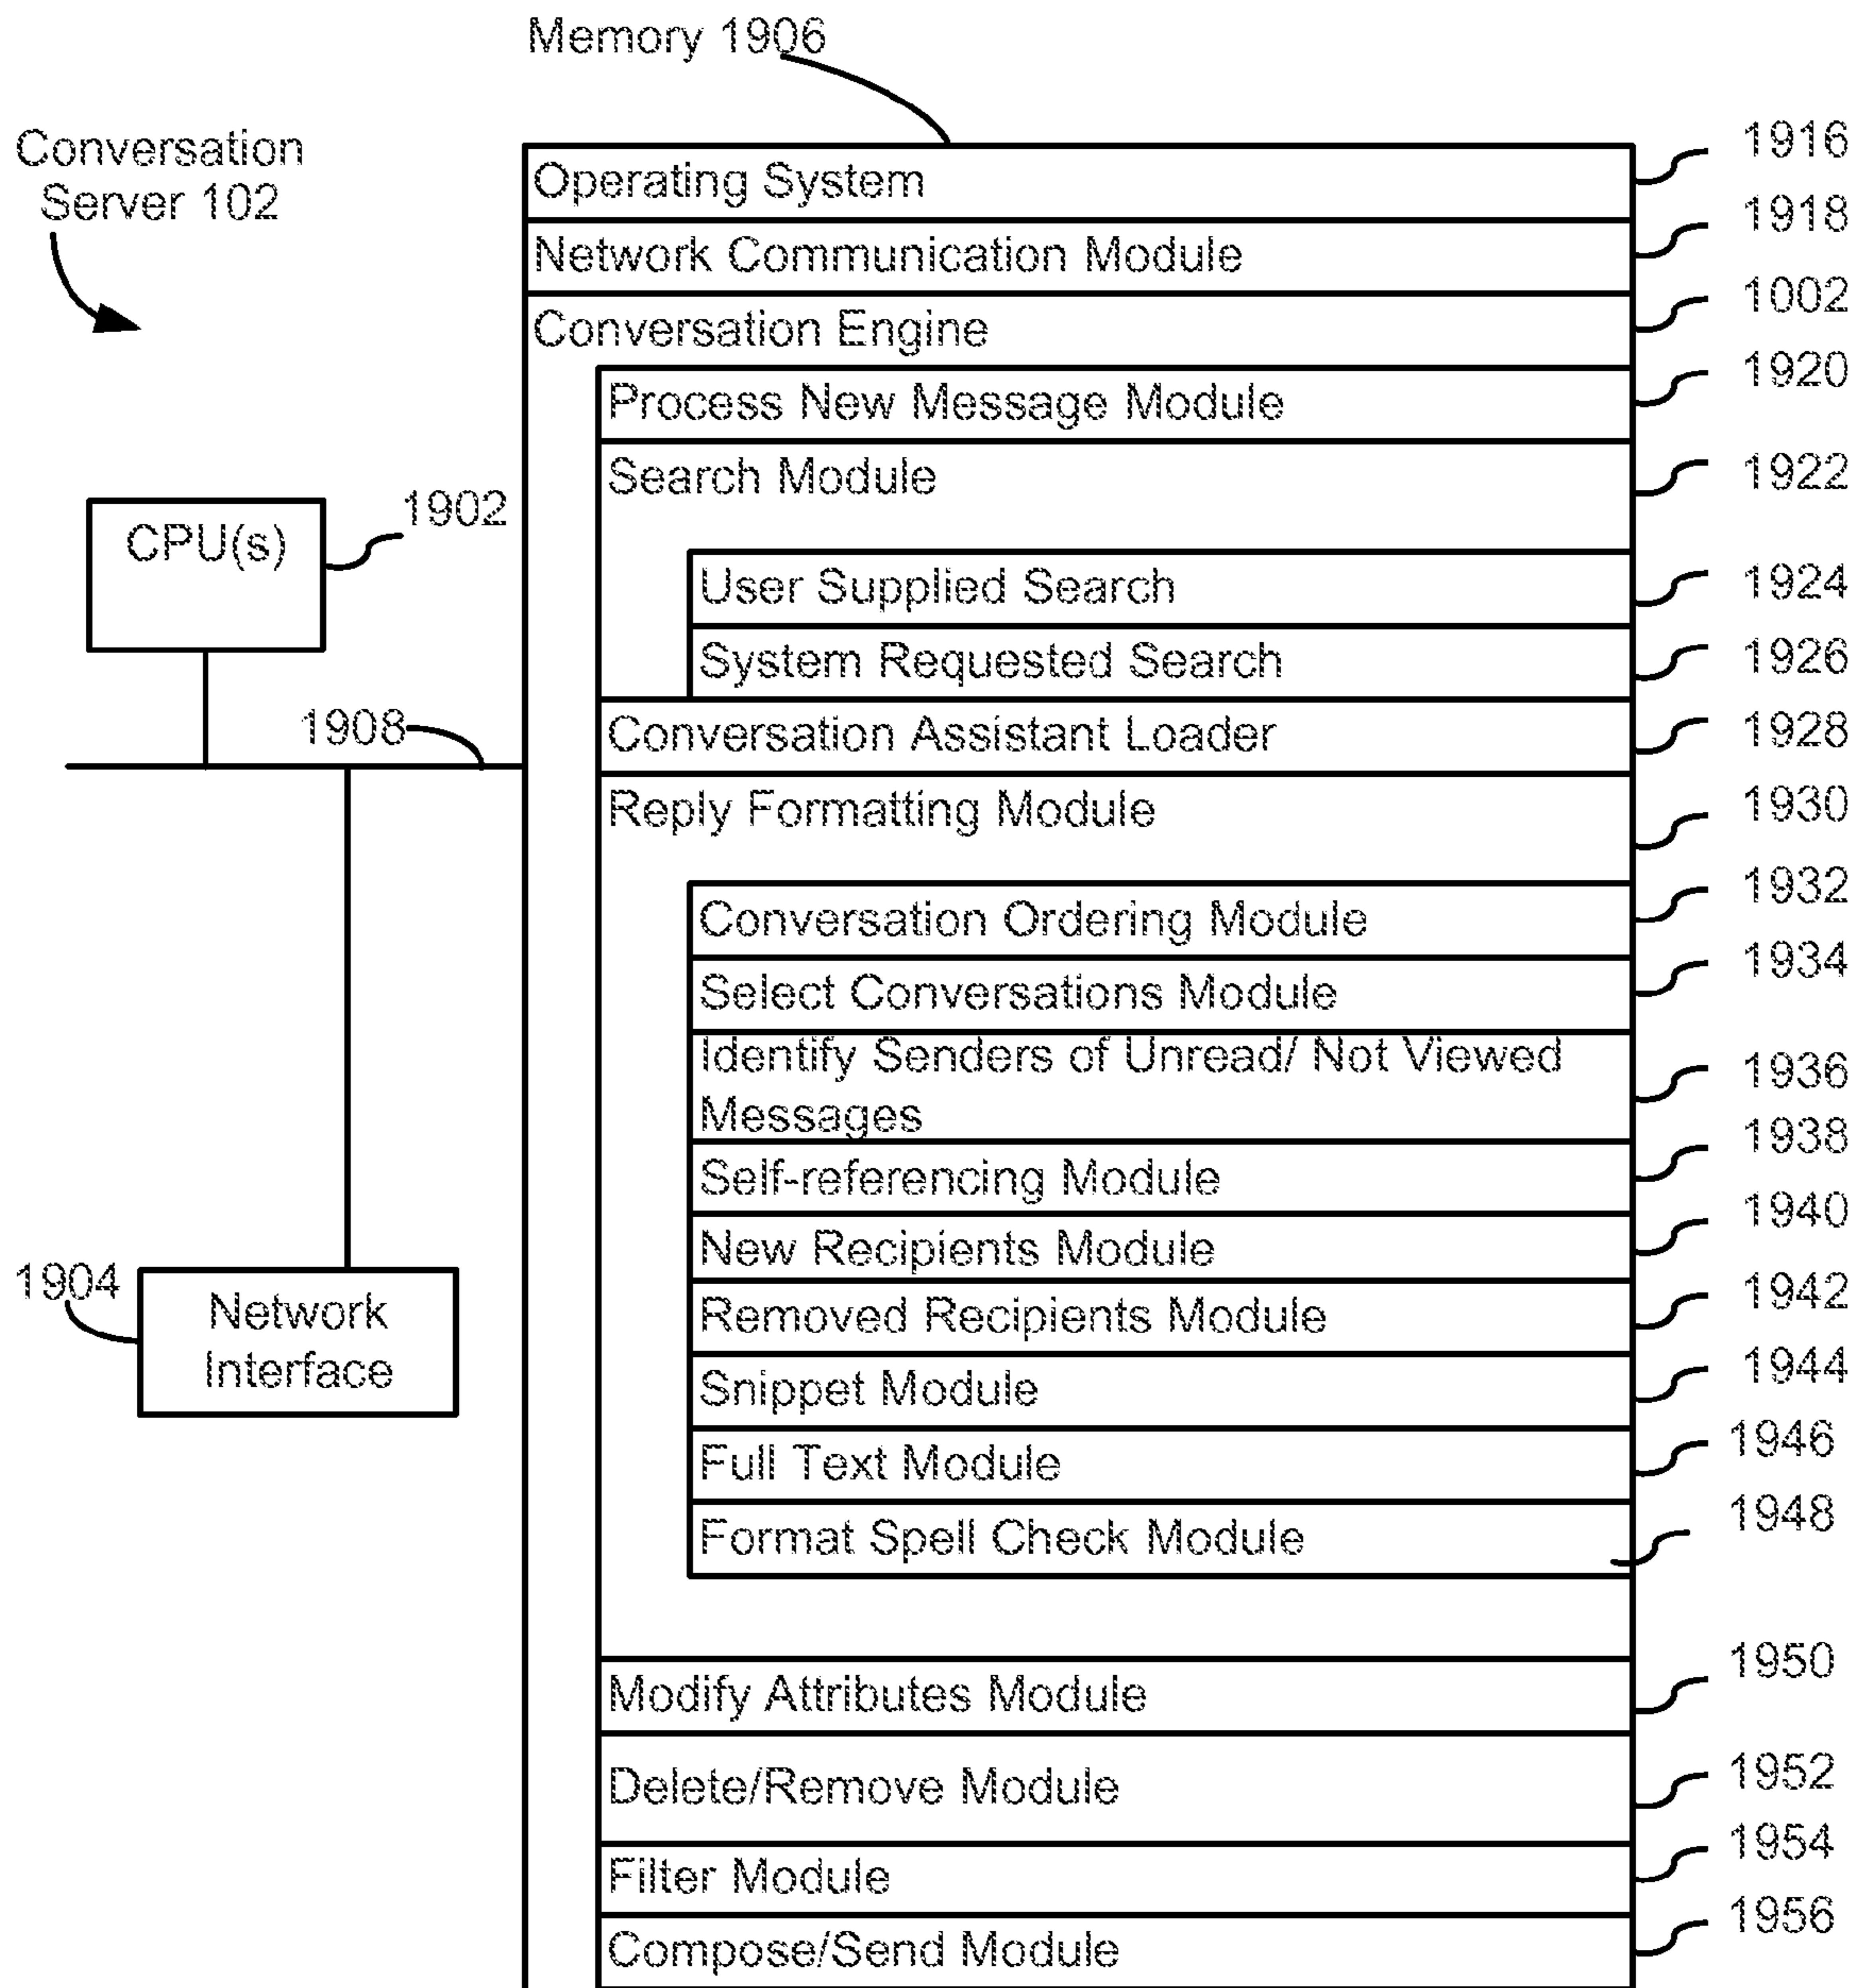 Memory 1906
Conversation
Server 102
Operating System
1916
Network Communication Module
1918
Conversation Engine
1002
Process New Message Module
1920
Search Module
1922
CPU(s)
1902
User Supplied Search
1924
System Requested Search
1926
1908
Conversation Assistant Loader
1928
Reply Formatting Module
1930
Conversation Ordering Module
1932
Select Conversations Module
1934
Identify Senders of Unread/ Not Viewed
Messages
1936
Self-referencing Module
1938
New Recipients Module
1940
1904
Network
Interface
Removed Recipients Module
1942
Snippet Module
1944
Full Text Module
1946
Format Spell Check Module
1948
Modify Attributes Module
1950
Delete/Remove Module
1952
Filter Module
1954
Compose/Send Module
1956